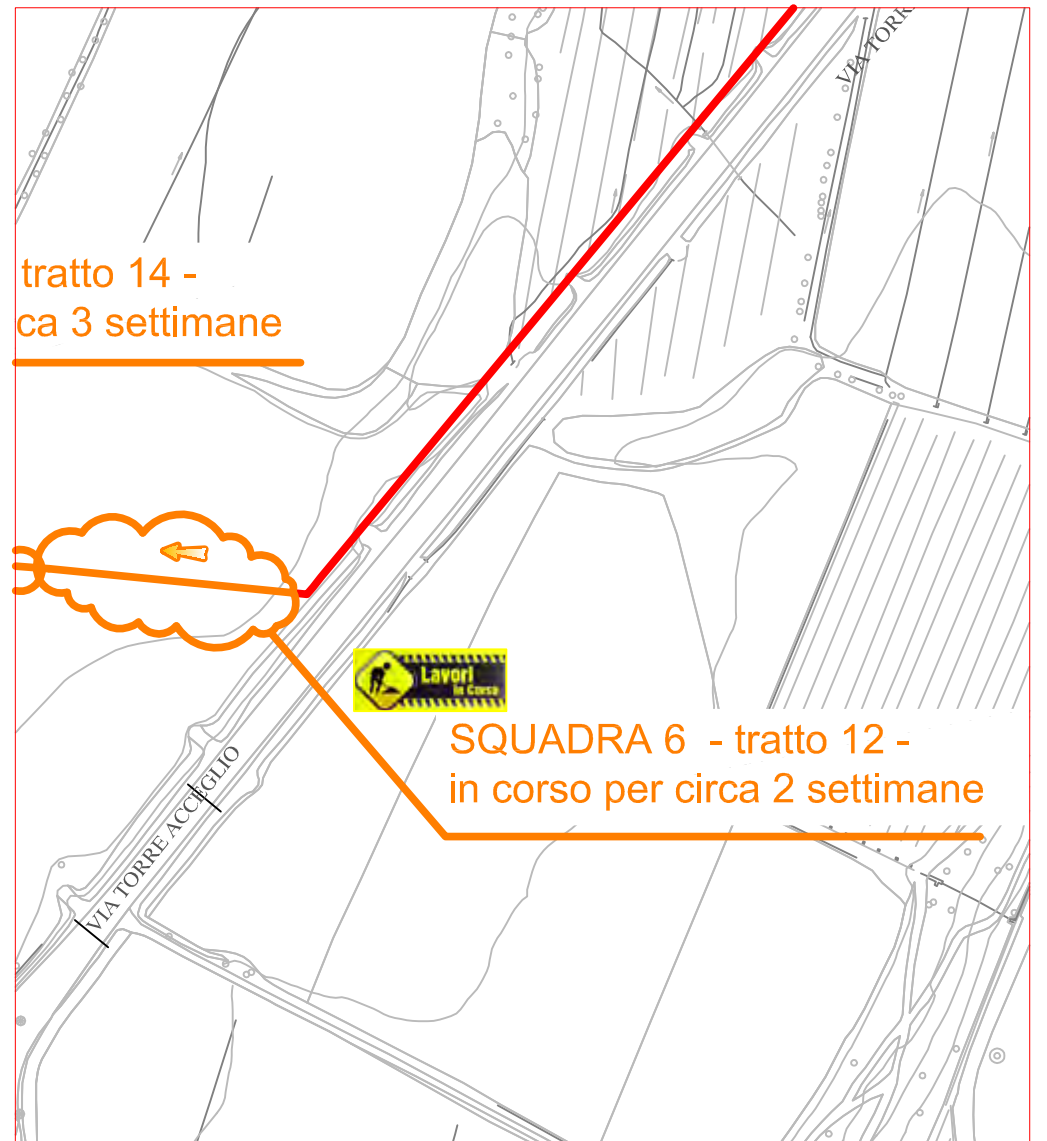 VIA TORRE
tratto 14 -
ca 3 settimane
Lavori
in Corso
SQUADRA 6 - tratto 12 -
in corso per circa 2 settimane
VIA TORRE ACCEGLIO